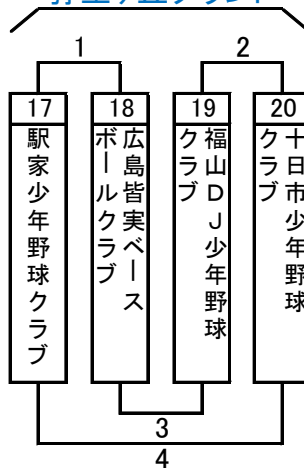 1 2
17 18 19 20
駅家少年野球クラブ
広島皆実ベース
ボールクラブ
福山DJ少年野球
クラブ
十日市少年野球
クラブ
3
4